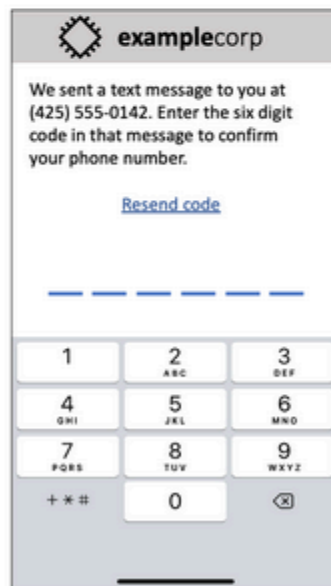 examplecorp
We sent a text message to you at
(425) 555-0142. Enter the six digit
code in that message to confirm
your phone number.
Resend code
1 2 3
ABC DEF
4 5 6
GHI JKL MNO
7 8 9
PQRS TUV WXYZ
+ * # 0